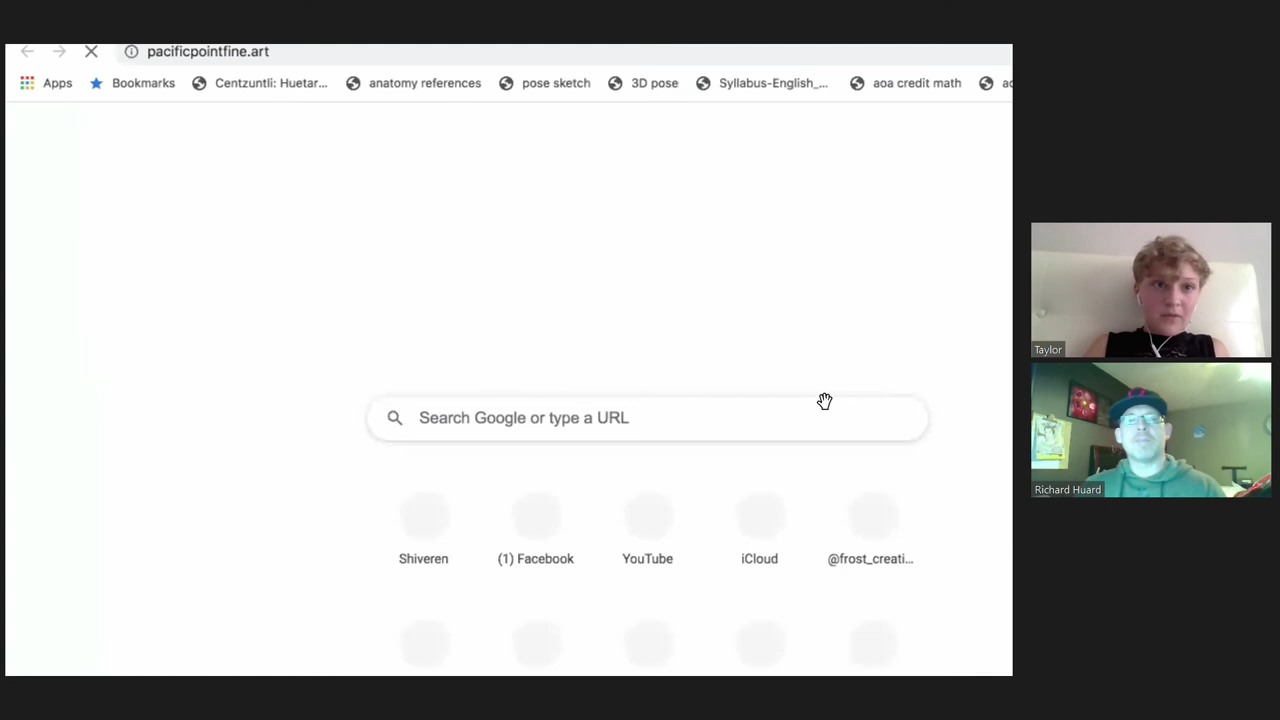 pacificpointfine.art
Apps Bookmarks Centzuntli: Huetar... anatomy references pose sketch 3D pose Syllabus-English_... aoa credit math
Search Google or type a URL
Shiveren (1) Facebook YouTube iCloud @frost_creati...
Taylor
Richard Huard